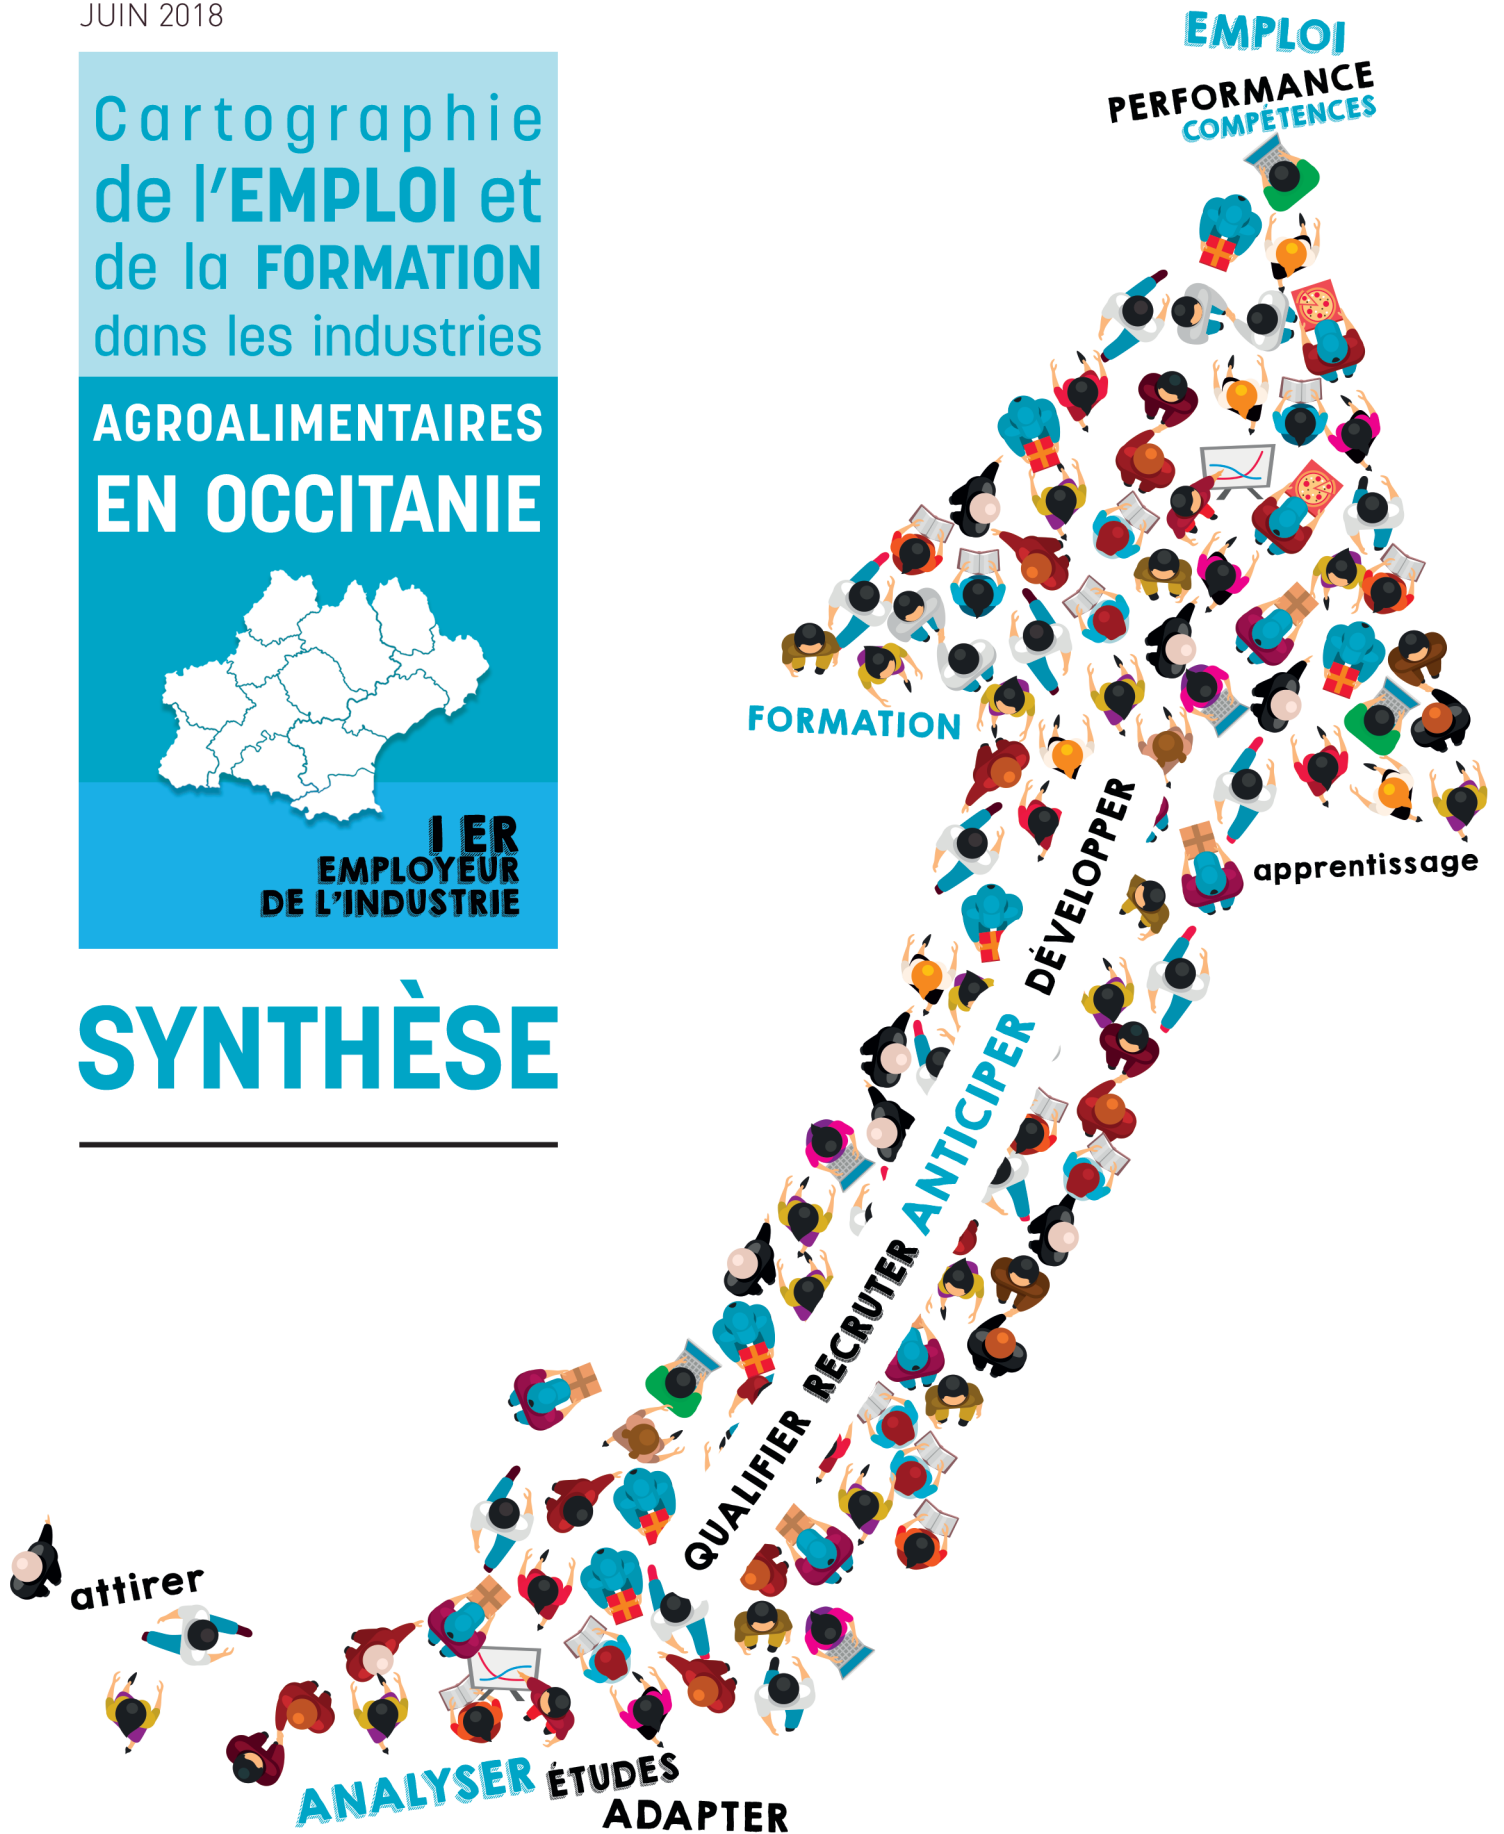 JUIN 2018
Cartographie
de l'EMPLOI et
de la FORMATION
dans les industries
AGROALIMENTAIRES
EN OCCITANIE
I ER
EMPLOYEUR
DE L'INDUSTRIE
SYNTHÈSE
EMPLOI
PERFORMANCE
COMPÉTENCES
FORMATION
apprentissage
DÉVELOPPER
ANTICIPER
RECRUTER
QUALIFIER
attirer
ANALYSER ÉTUDES
ADAPTER